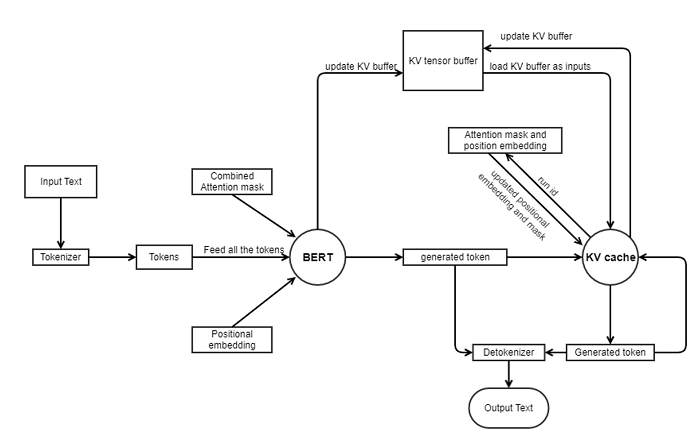 update KV buffer
KV tensor buffer
update KV buffer
load KV buffer as inputs
Attention mask and
position embedding
run id
updated positional
embedding and mask
Input Text
Combined
Attention mask
Tokenizer
Tokens
Feed all the tokens
BERT
generated token
KV cache
Positional
embedding
Detokenizer
Generated token
Output Text